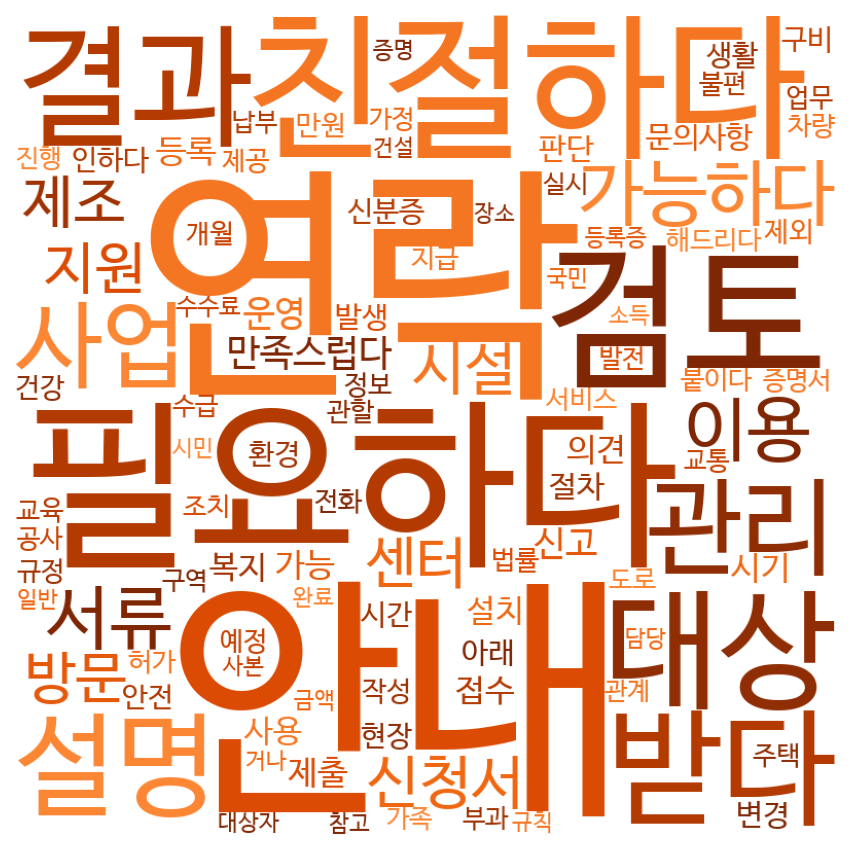 결과
친절하다
증명
생활
구비
불편
업무
납부
만원
가정
건설
판단
문의사항
차량
진행
인하다
등록
제공
제조
연락
개월
신분증
장소
실시
가능하다
지원
지급
등록증
해드리다
제외
사업
수수료
운영
발생
국민
검토
소득
만족스럽다
시설
발전
건강
정보
붙이다
증명서
필요하다
수급
관할
서비스
이용
시민
환경
의견
교통
교육
조치
전화
절차
관리
공사
센터
법률
신고
시기
규정
구역
복지
가능
일반
서류
안내
완료
시간
설치
도로
대상
예정
사본
아래
담당
방문
허가
안전
금액
작성
접수
관계
설명
사용
현장
받다
주택
거나
제출
신청서
변경
대상자
참고
가족
부과
규칙